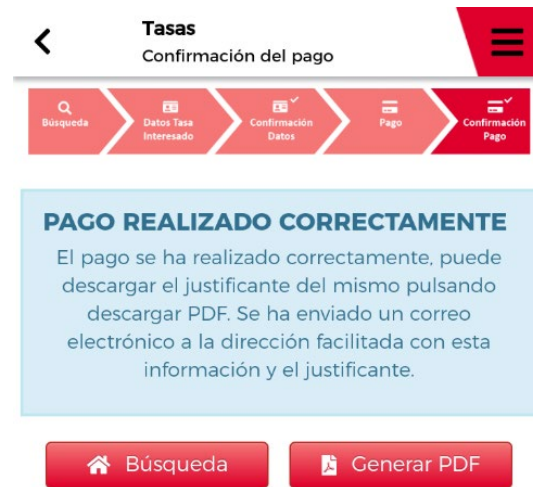 Tasas
Confirmación del pago
Búsqueda
Datos Tasa
Interesado
Confirmación
Datos
Pago
Confirmación
Pago
PAGO REALIZADO CORRECTAMENTE
El pago se ha realizado correctamente, puede
descargar el justificante del mismo pulsando
descargar PDF. Se ha enviado un correo
electrónico a la dirección facilitada con esta
información y el justificante.
Búsqueda
Generar PDF